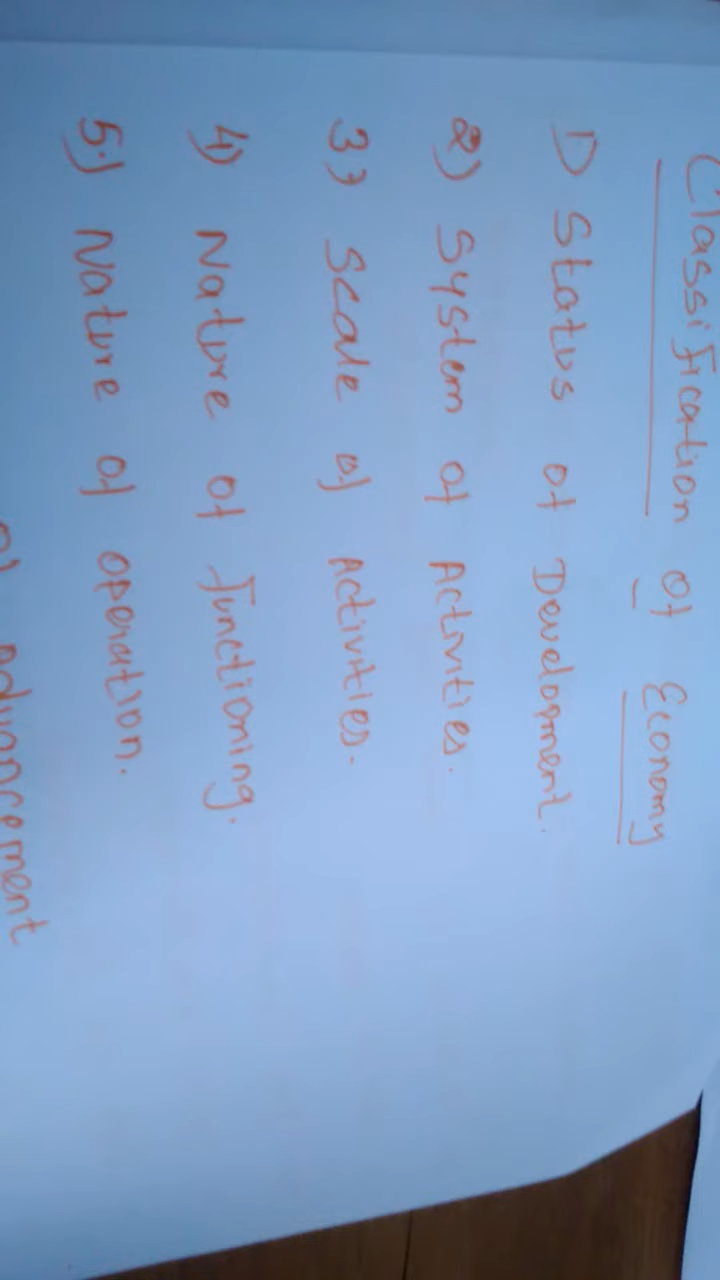 Classification of Economy
1) Status of Development.
2) System of Activities.
3) Scale of Activities.
4) Nature of functioning.
5.) Nature of operation.
advancement